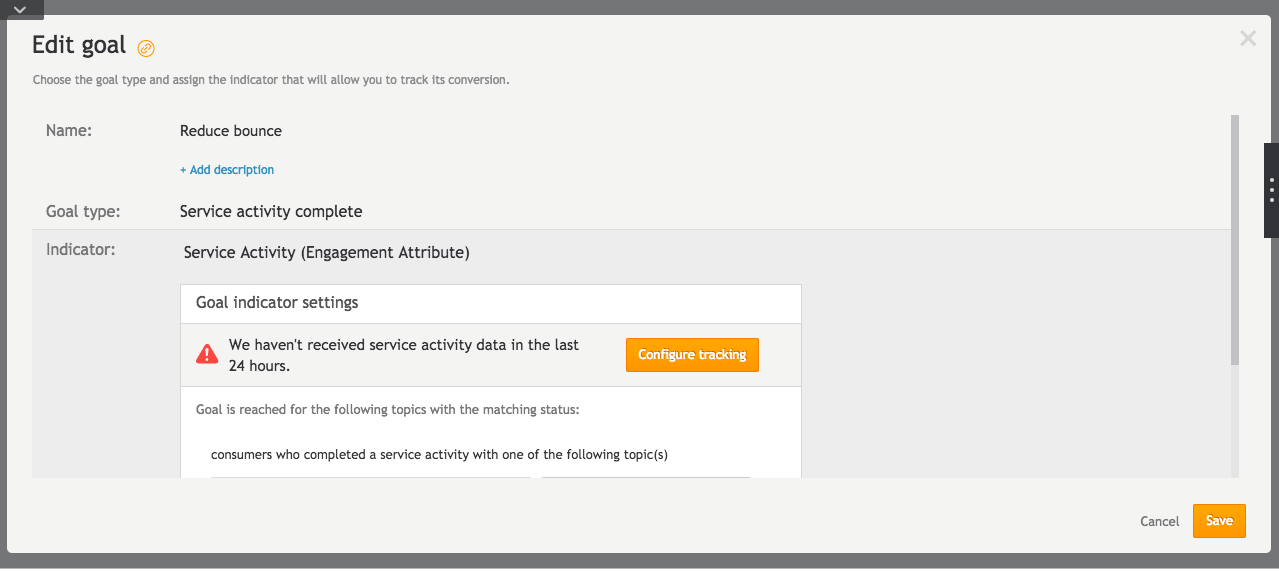 Edit goal
Choose the goal type and assign the indicator that will allow you to track its conversion.
Name:
Reduce bounce
+ Add description
Goal type:
Service activity complete
Indicator:
Service Activity (Engagement Attribute)
Goal indicator settings
We haven't received service activity data in the last
24 hours.
Configure tracking
Goal is reached for the following topics with the matching status:
consumers who completed a service activity with one of the following topic(s)
Cancel
Save